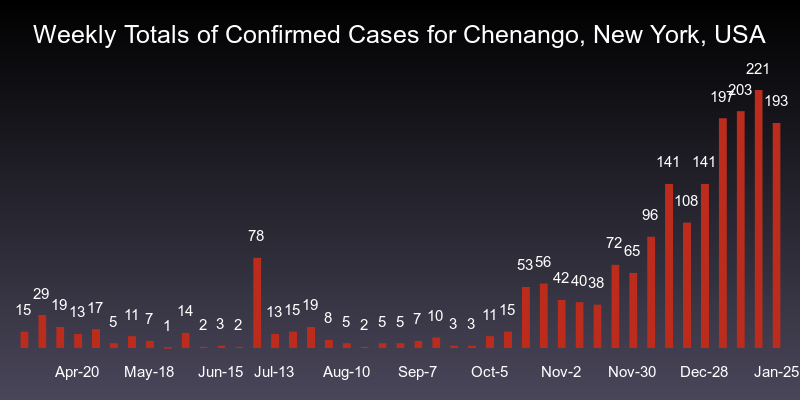 Weekly Totals of Confirmed Cases for Chenango, New York, USA
15 29 19 13 17 5 11 7 1 14 2 3 2 78 13 15 19 8 5 2 5 5 7 10 3 3 11 15 53 56 42 40 38 72 65 96 141 108 141 197 203 221 193
Apr-20 May-18 Jun-15 Jul-13 Aug-10 Sep-7 Oct-5 Nov-2 Nov-30 Dec-28 Jan-25